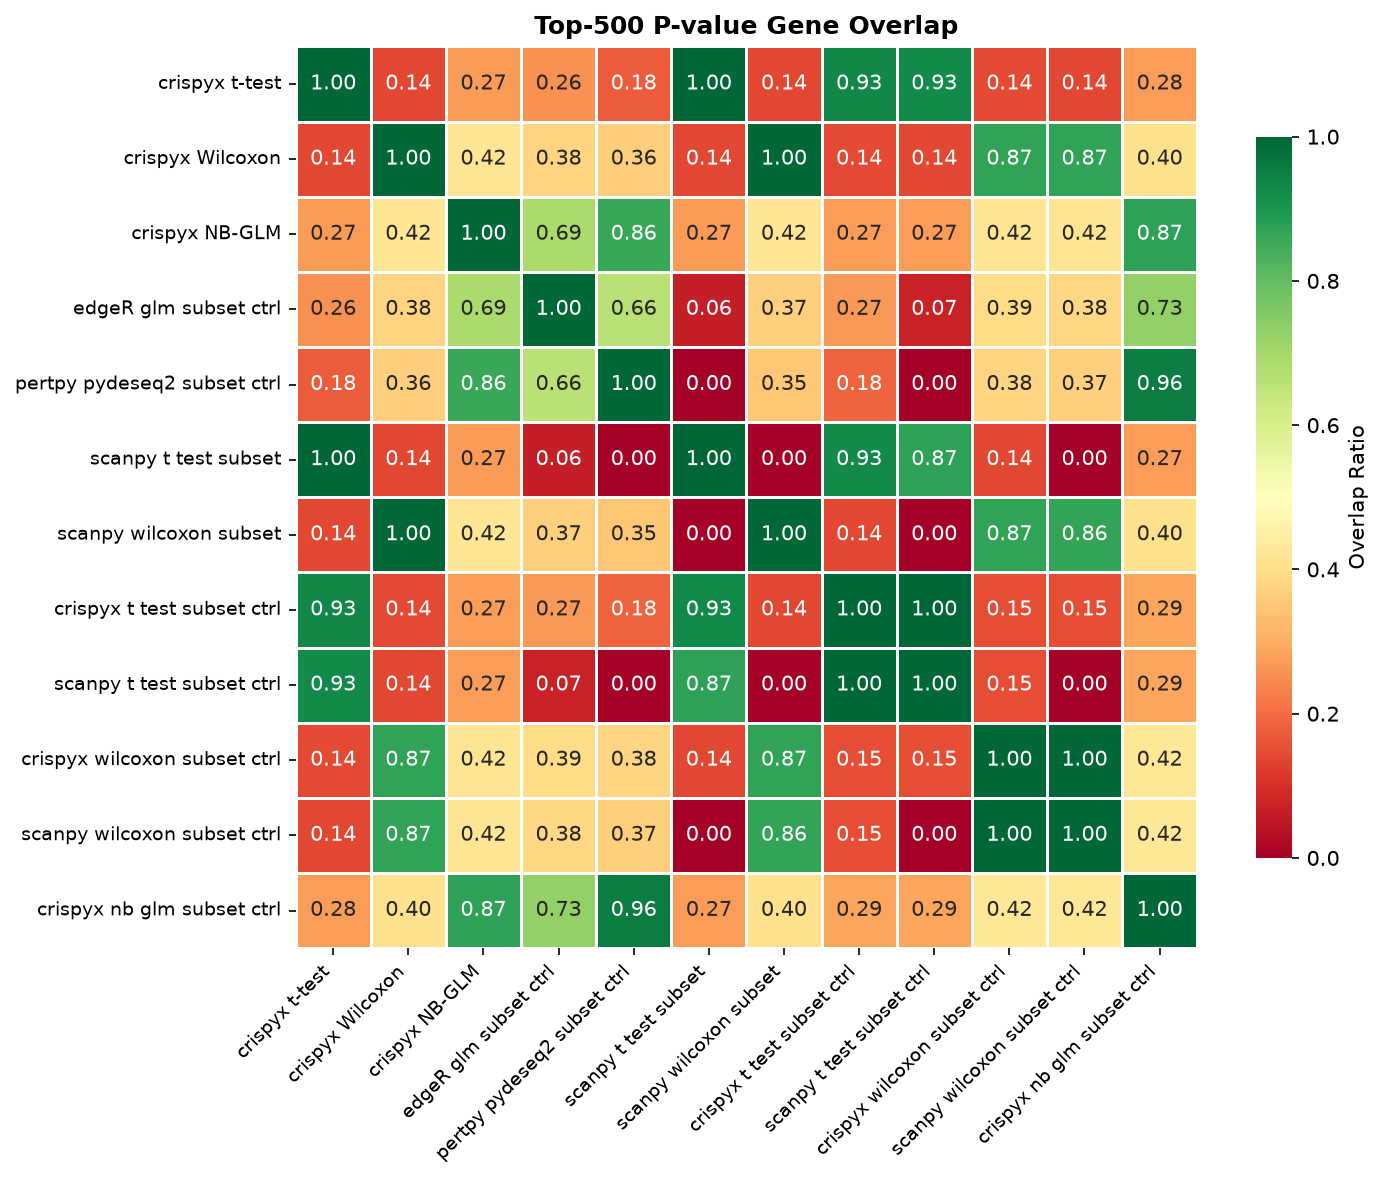 Top-500 P-value Gene Overlap
crispyx t-test 1.00 0.14 0.27 0.26 0.18 1.00 0.14 0.93 0.93 0.14 0.14 0.28
crispyx Wilcoxon 0.14 1.00 0.42 0.38 0.36 0.14 1.00 0.14 0.14 0.87 0.87 0.40
crispyx NB-GLM 0.27 0.42 1.00 0.69 0.86 0.27 0.42 0.27 0.27 0.42 0.42 0.87
edgeR glm subset ctrl 0.26 0.38 0.69 1.00 0.66 0.06 0.37 0.27 0.07 0.39 0.38 0.73
pertpy pydeseq2 subset ctrl 0.18 0.36 0.86 0.66 1.00 0.00 0.35 0.18 0.00 0.38 0.37 0.96
scanpy t test subset 1.00 0.14 0.27 0.06 0.00 1.00 0.00 0.93 0.87 0.14 0.00 0.27
scanpy wilcoxon subset 0.14 1.00 0.42 0.37 0.35 0.00 1.00 0.14 0.00 0.87 0.86 0.40
crispyx t test subset ctrl 0.93 0.14 0.27 0.27 0.18 0.93 0.14 1.00 1.00 0.15 0.15 0.29
scanpy t test subset ctrl 0.93 0.14 0.27 0.07 0.00 0.87 0.00 1.00 1.00 0.15 0.00 0.29
crispyx wilcoxon subset ctrl 0.14 0.87 0.42 0.39 0.38 0.14 0.87 0.15 0.15 1.00 1.00 0.42
scanpy wilcoxon subset ctrl 0.14 0.87 0.42 0.38 0.37 0.00 0.86 0.15 0.00 1.00 1.00 0.42
crispyx nb glm subset ctrl 0.28 0.40 0.87 0.73 0.96 0.27 0.40 0.29 0.29 0.42 0.42 1.00
crispyx t-test
crispyx Wilcoxon
crispyx NB-GLM
edgeR glm subset ctrl
pertpy pydeseq2 subset ctrl
scanpy t test subset
scanpy wilcoxon subset
crispyx t test subset ctrl
scanpy t test subset ctrl
crispyx wilcoxon subset ctrl
scanpy wilcoxon subset ctrl
crispyx nb glm subset ctrl
1.0
0.8
0.6
0.4
0.2
0.0
Overlap Ratio